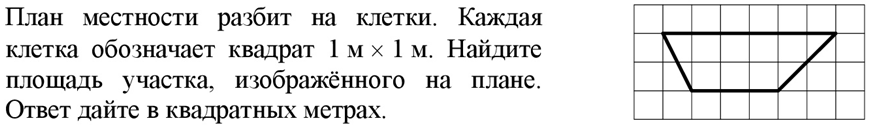 План местности разбит на клетки. Каждая
клетка обозначает квадрат 1 м × 1 м. Найдите
площадь участка, изображённого на плане.
Ответ дайте в квадратных метрах.